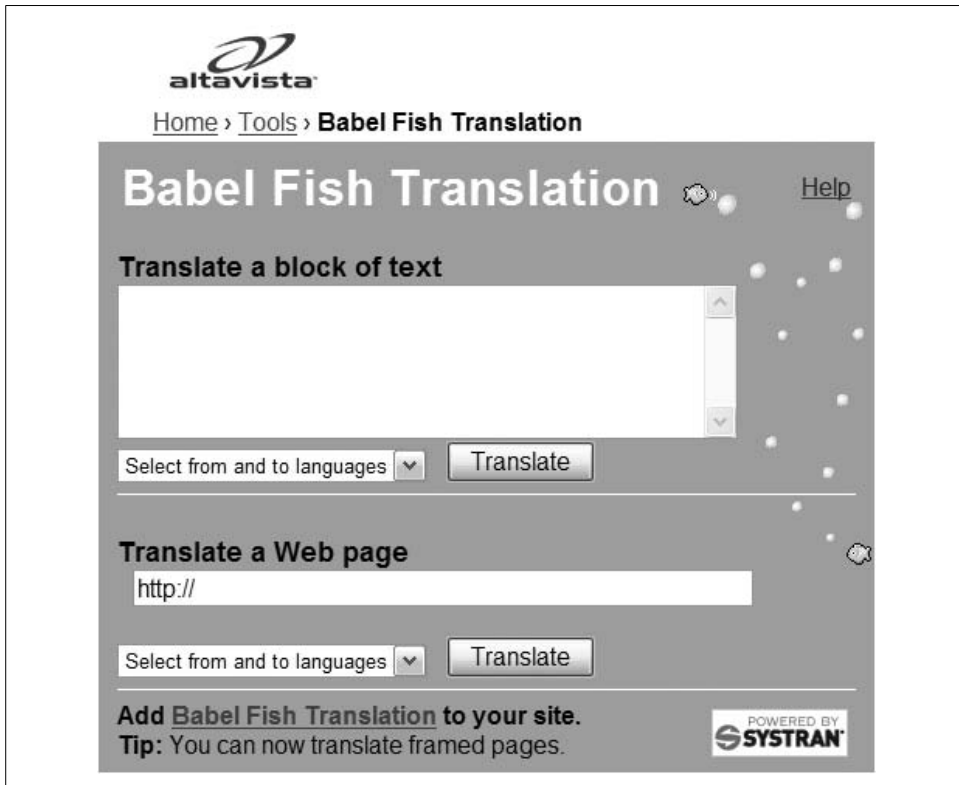 altavista
Home › Tools › Babel Fish Translation
Babel Fish Translation
Help
Translate a block of text
Select from and to languages
Translate
Translate a Web page
http://
Select from and to languages
Translate
Add Babel Fish Translation to your site.
Tip: You can now translate framed pages.
POWERED BY
SYSTRAN